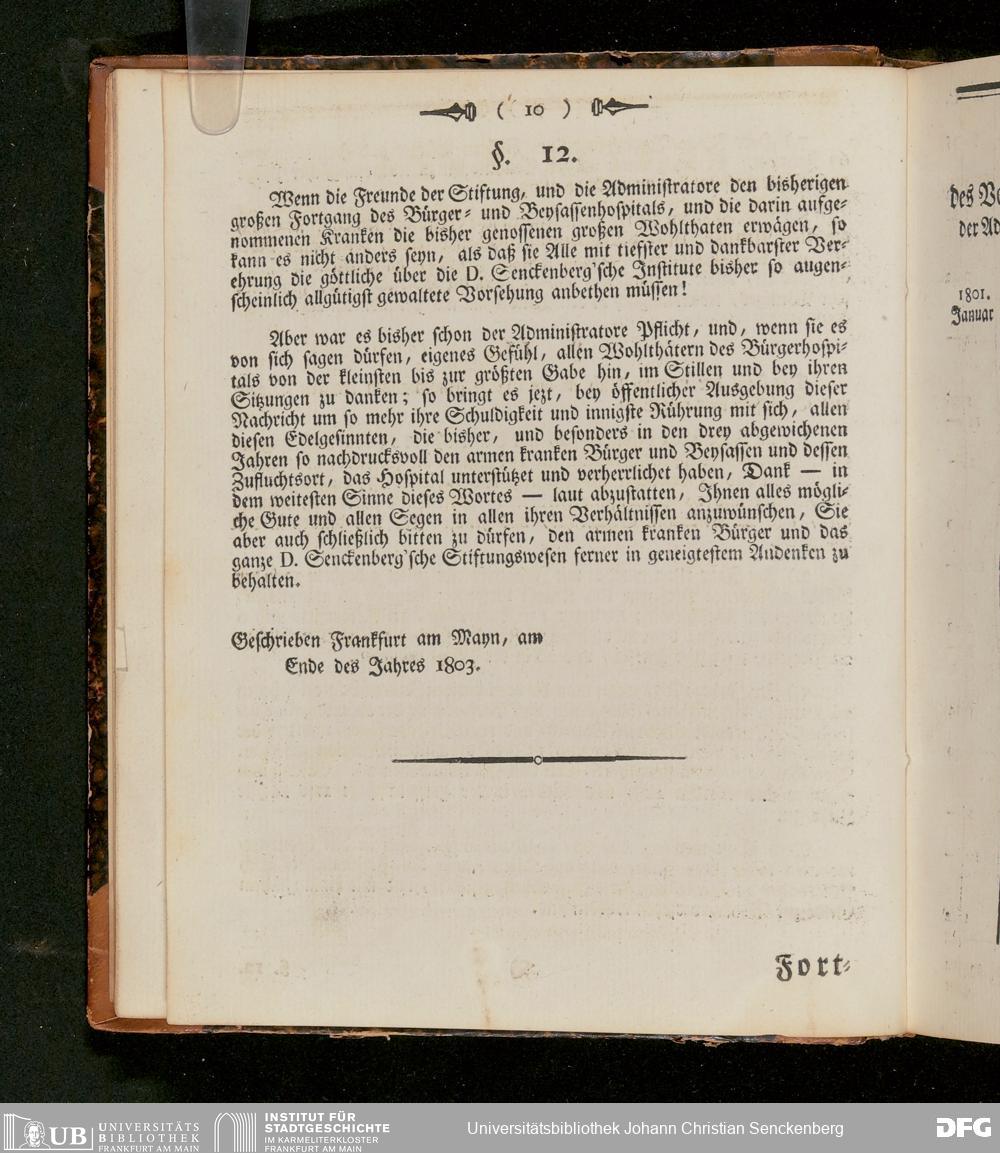 ( 10 )
§. 12.
Wenn die Freunde der Stiftung, und die Administratore den bisherigen
großen Fortgang des Bürger- und Beysassenhospitals, und die darin aufge-
nommenen Kranken die bisher genossenen großen Wohlthaten erwägen, so
kann es nicht anders seyn, als daß sie Alle mit tiefster und dankbarster Ver-
ehrung die göttliche über die D. Senckenberg'sche Institute bisher so augen-
scheinlich allgütigst gewaltete Vorsehung anbethen müssen!
Aber war es bisher schon der Administratore Pflicht, und, wenn sie es
von sich sagen dürfen, eigenes Gefühl, allen Wohlthätern des Bürgerhospi-
tals von der kleinsten bis zur größten Gabe hin, im Stillen und bey ihren
Sitzungen zu danken; so bringt es jezt, bey öffentlicher Ausgebung dieser
Nachricht um so mehr ihre Schuldigkeit und innigste Rührung mit sich, allen
diesen Edelgesinnten, die bisher, und besonders in den drey abgewichenen
Jahren so nachdrucksvoll den armen kranken Bürger und Beysassen und dessen
Zufluchtsort, das Hospital unterstützet und verherrlichet haben, Dank — in
dem weitesten Sinne dieses Wortes — laut abzustatten, Ihnen alles mögli-
che Gute und allen Segen in allen ihren Verhältnissen anzuwünschen, Sie
aber auch schließlich bitten zu dürfen, den armen kranken Bürger und das
ganze D. Senckenberg'sche Stiftungswesen ferner in geneigtestem Andenken zu
behalten.
Geschrieben Frankfurt am Mayn, am
Ende des Jahres 1803.
Fort-
des
der
1801.
Januar
UB UNIVERSITÄTS
BIBLIOTHEK
FRANKFURT AM MAIN
INSTITUT FÜR
STADTGESCHICHTE
IM KARMELITERKLOSTER
FRANKFURT AM MAIN
Universitätsbibliothek Johann Christian Senckenberg
DFG